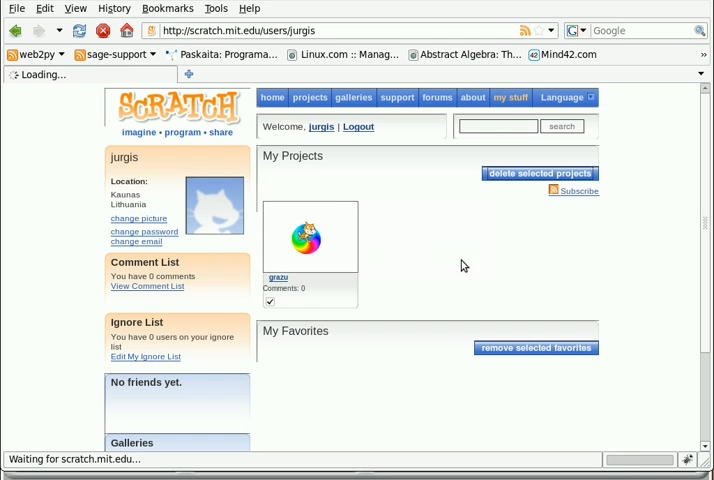 File Edit View History Bookmarks Tools Help
http://scratch.mit.edu/users/jurgis
Google
web2py sage-support Paskaita: Programa... Linux.com :: Manag... Abstract Algebra: Th... 42 Mind42.com »
Loading...
SCRATCH
imagine • program • share
home projects galleries support forums about my stuff Language
Welcome, jurgis | Logout
search
jurgis
Location:
Kaunas
Lithuania
change picture
change password
change email
Comment List
You have 0 comments
View Comment List
Ignore List
You have 0 users on your ignore
list
Edit My Ignore List
No friends yet.
Galleries
My Projects
delete selected projects
Subscribe
grazu
Comments: 0
My Favorites
remove selected favorites
Waiting for scratch.mit.edu...